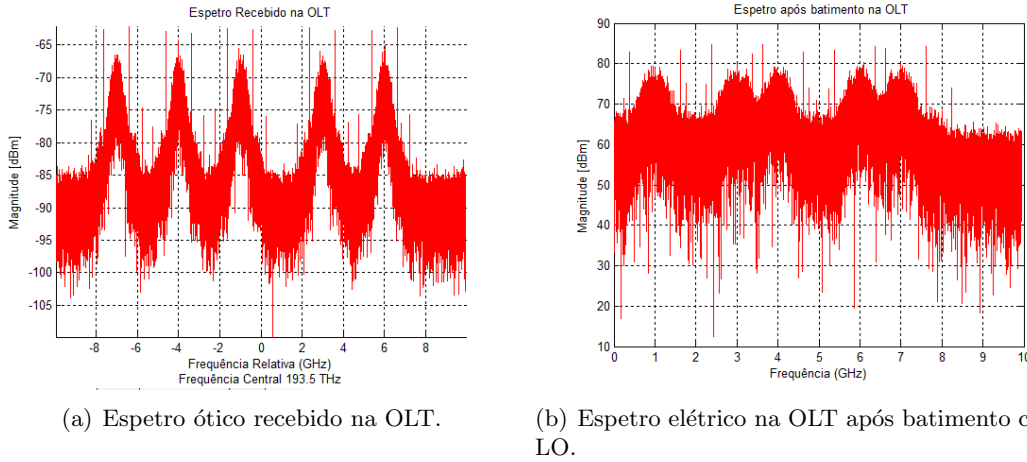 Espetro Recebido na OLT
-65
-70
-75
-80
-85
-90
-95
-100
-105
Magnitude [dBm]
-8 -6 -4 -2 0 2 4 6 8
Frequência Relativa (GHz)
Frequência Central 193.5 THz
(a) Espetro ótico recebido na OLT.
Espetro após batimento na OLT
90
80
70
60
50
40
30
20
10
Magnitude [dBm]
0 1 2 3 4 5 6 7 8 9 10
Frequência (GHz)
(b) Espetro elétrico na OLT após batimento
LO.